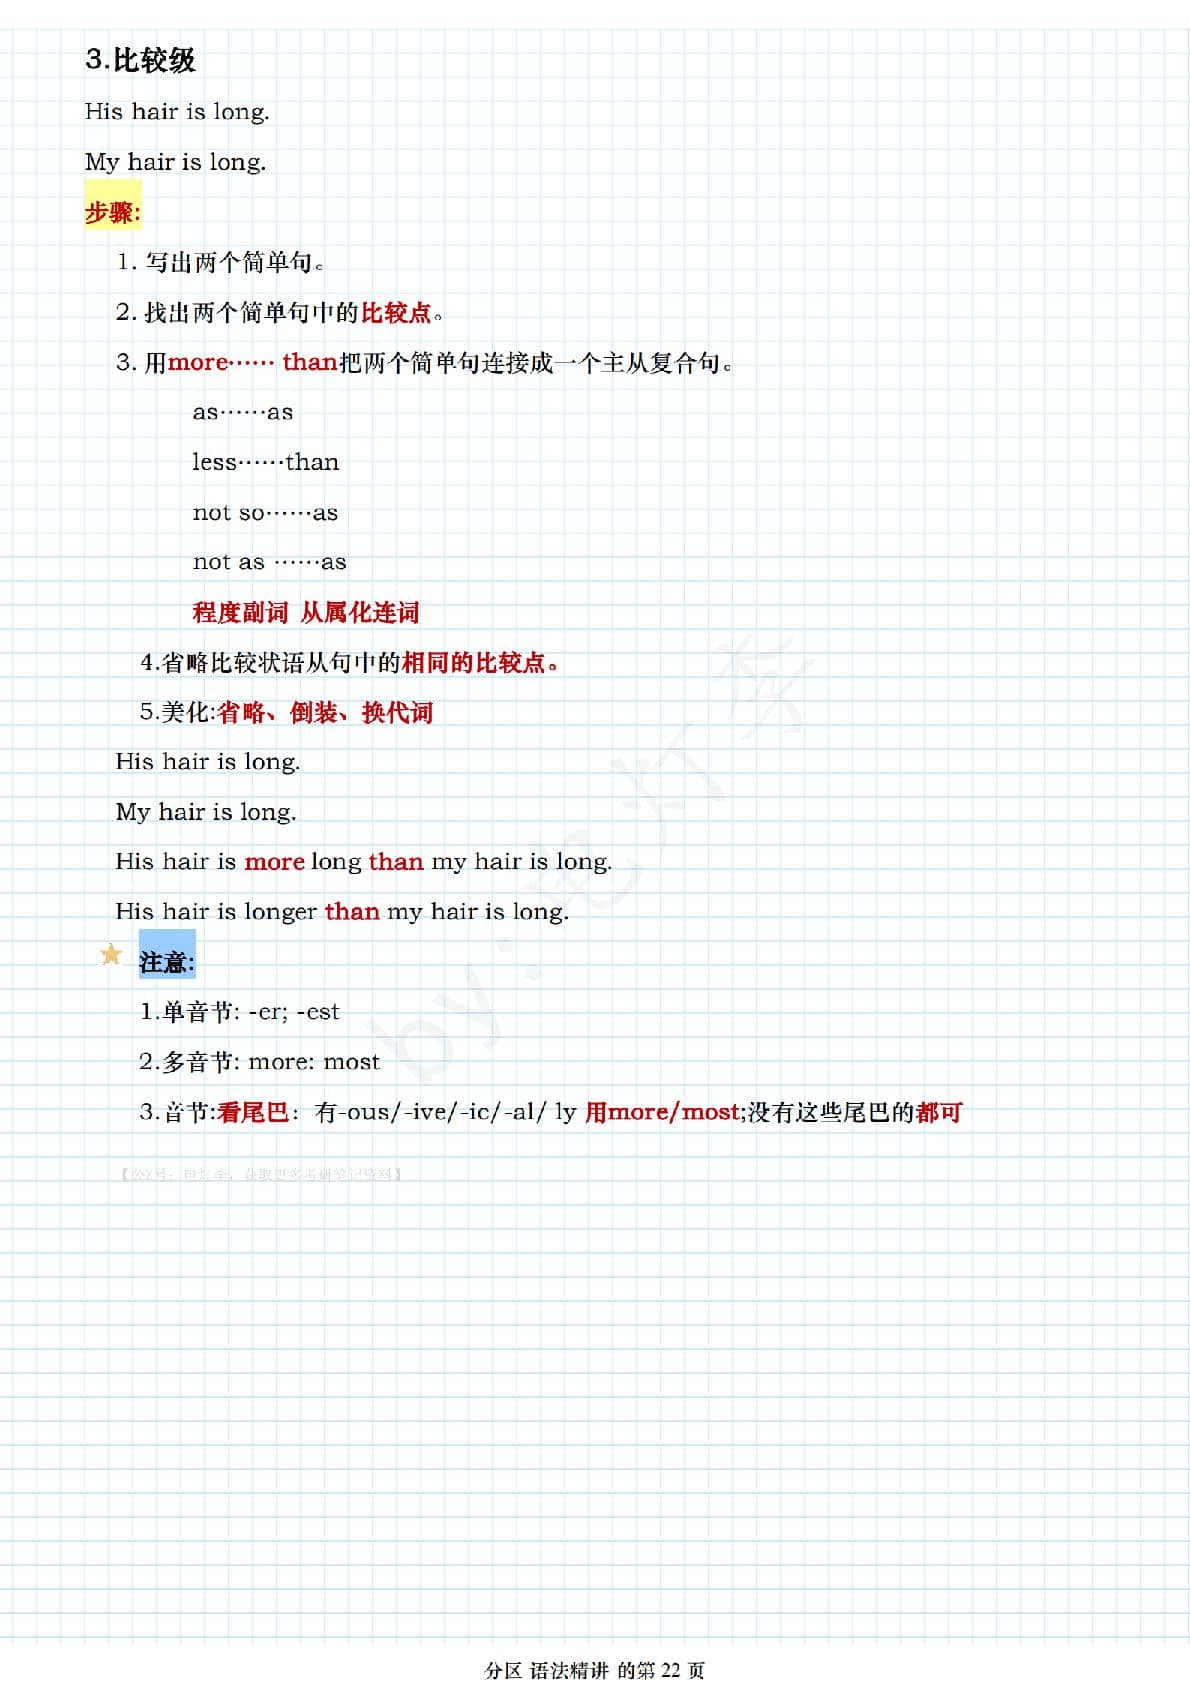 3.比较级
His hair is long.
My hair is long.
步骤:
1. 写出两个简单句。
2. 找出两个简单句中的比较点。
3. 用more…… than把两个简单句连接成一个主从复合句。
as……as
less……than
not so……as
not as ……as
程度副词 从属化连词
4.省略比较状语从句中的相同的比较点。
5.美化:省略、倒装、换代词
His hair is long.
My hair is long.
His hair is more long than my hair is long.
His hair is longer than my hair is long.
注意:
1.单音节: -er; -est
2.多音节: more: most
3.音节:看尾巴：有-ous/-ive/-ic/-al/ ly 用more/most;没有这些尾巴的都可
by:电灯李
分区 语法精讲 的第 22 页